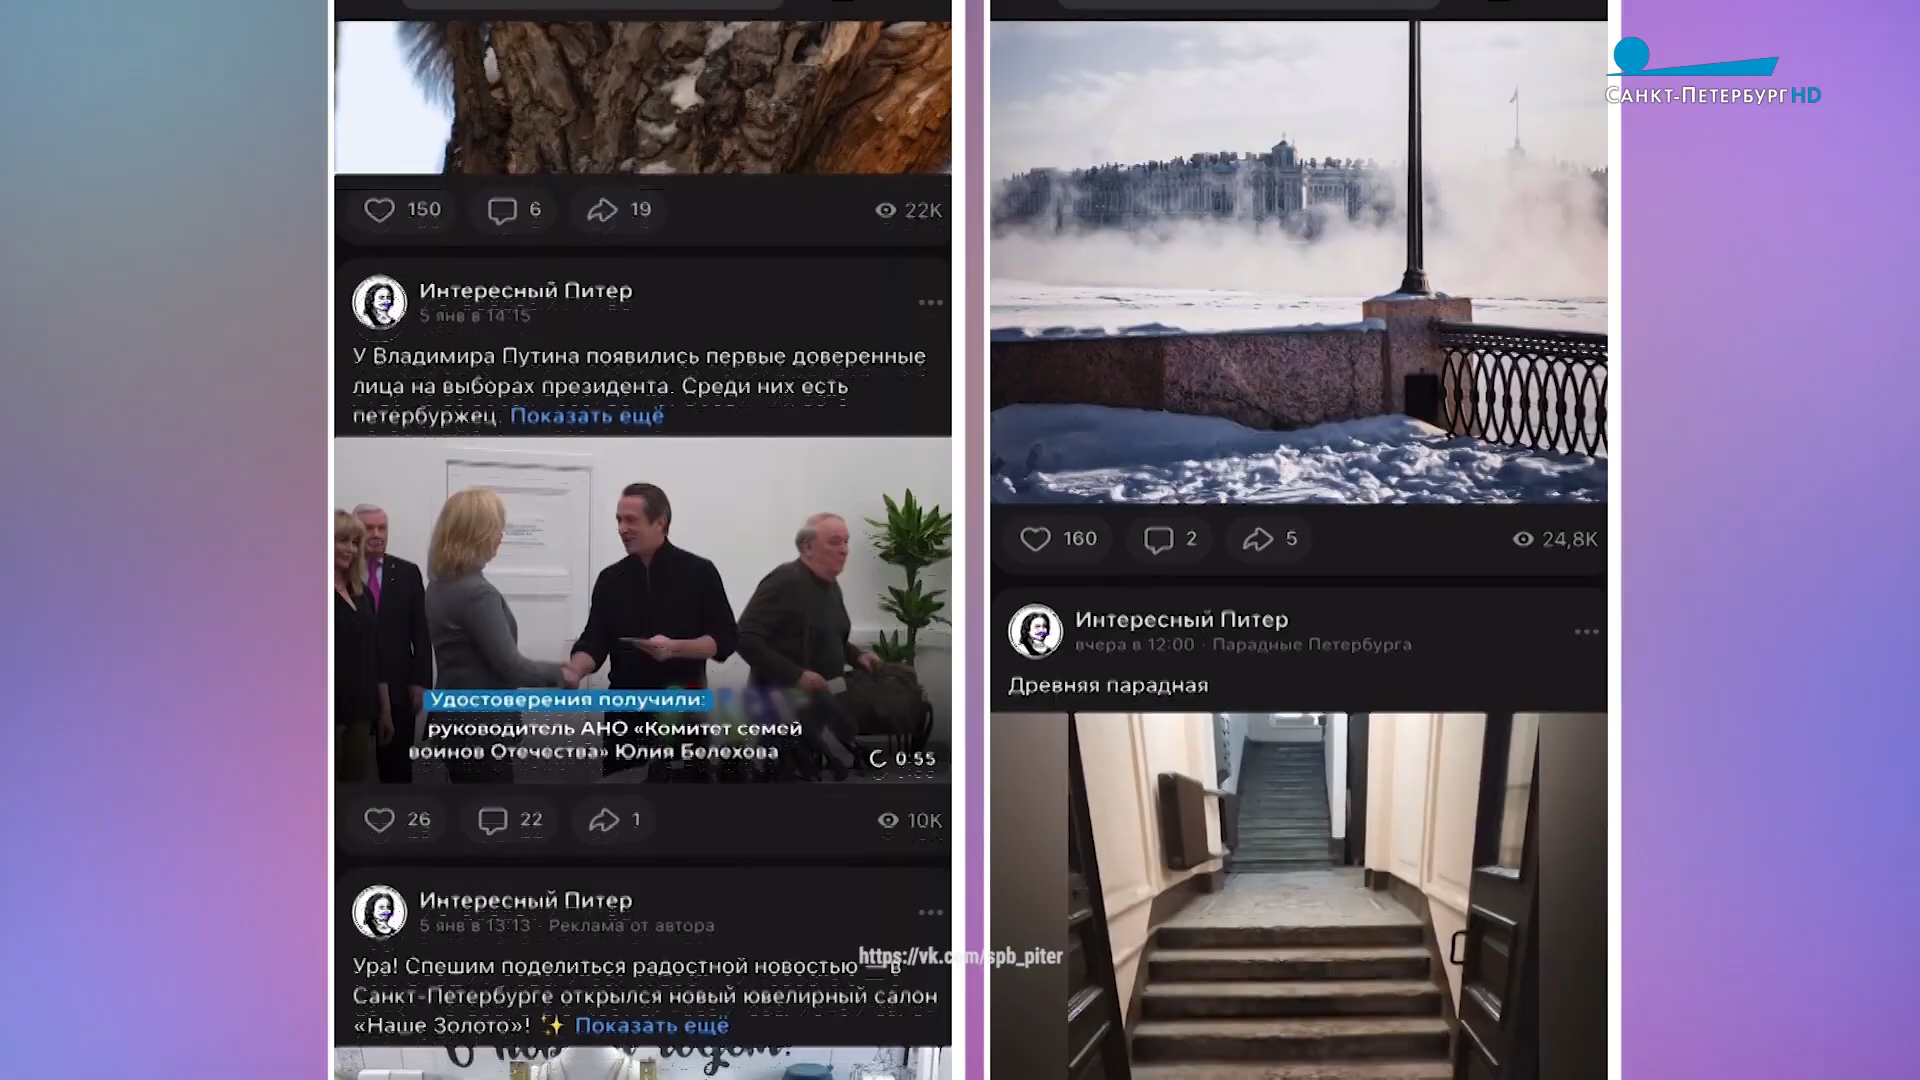 150
6
19
22K
Интересный Питер
5 янв в 14:15
У Владимира Путина появились первые доверенные
лица на выборах президента. Среди них есть
петербуржец. Показать ещё
Удостоверения получили:
руководитель АНО «Комитет семей
воинов Отечества» Юлия Белехова
0:55
26
22
1
10K
Интересный Питер
5 янв в 13:13 · Реклама от автора
Ура! Спешим поделиться радостной новостью — в
Санкт-Петербурге открылся новый ювелирный салон
«Наше Золото»! ✨ Показать ещё
САНКТ-ПЕТЕРБУРГ HD
160
2
5
24,8K
Интересный Питер
вчера в 12:00 · Парадные Петербурга
Древняя парадная
https://vk.com/spb_piter